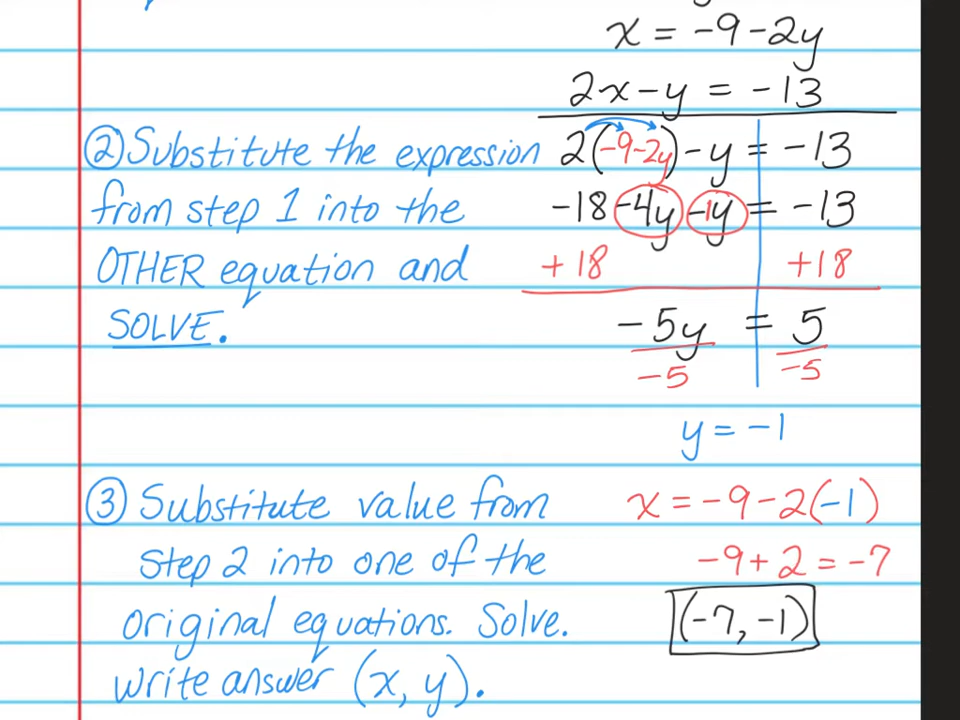 x = -9 - 2y
2x - y = -13
② Substitute the expression
from step 1 into the
OTHER equation and
SOLVE.
2(-9-2y) - y = -13
-18 -4y -1y = -13
+18 +18
-5y = 5
-5 -5
y = -1
③ Substitute value from
step 2 into one of the
original equations. Solve.
write answer (x, y).
x = -9 - 2(-1)
-9 + 2 = -7
(-7, -1)